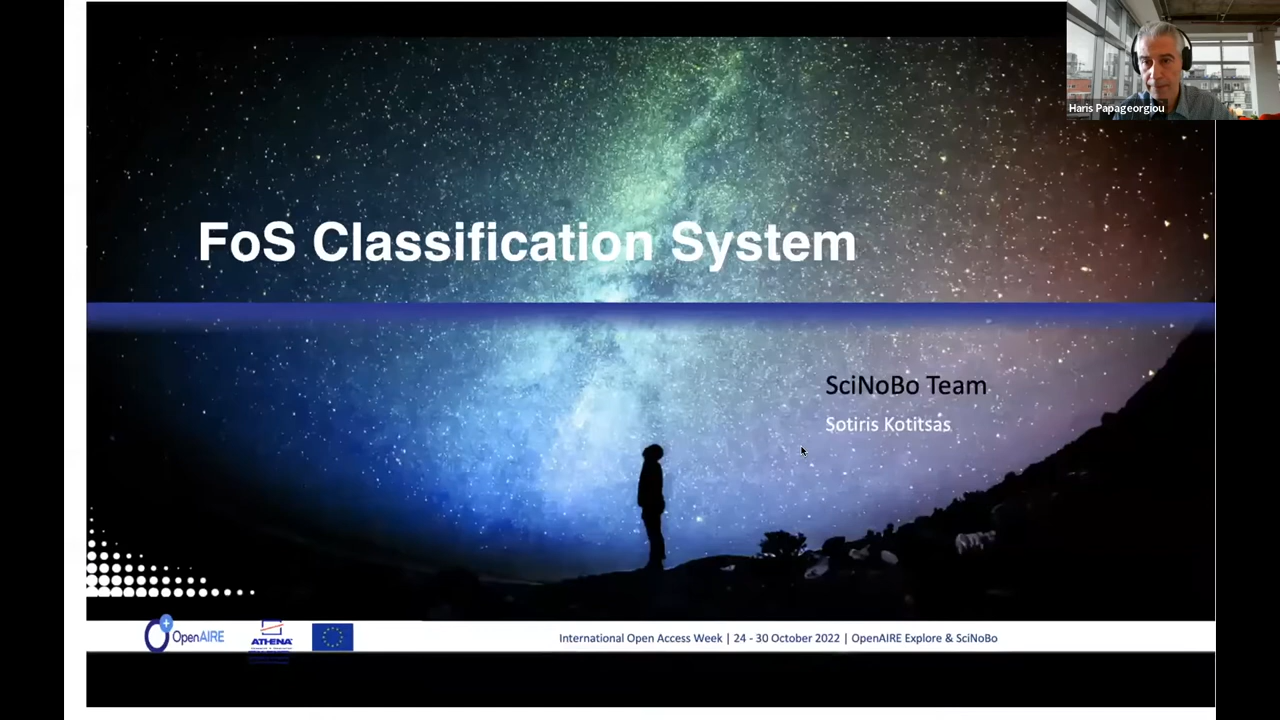 Haris Papageorgiou
FoS Classification System
SciNoBo Team
Sotiris Kotitsas
OpenAIRE
ATHENA
International Open Access Week | 24 - 30 October 2022 | OpenAIRE Explore & SciNoBo